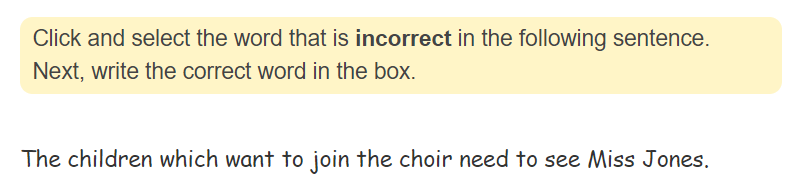 Click and select the word that is incorrect in the following sentence.
Next, write the correct word in the box.
The children which want to join the choir need to see Miss Jones.